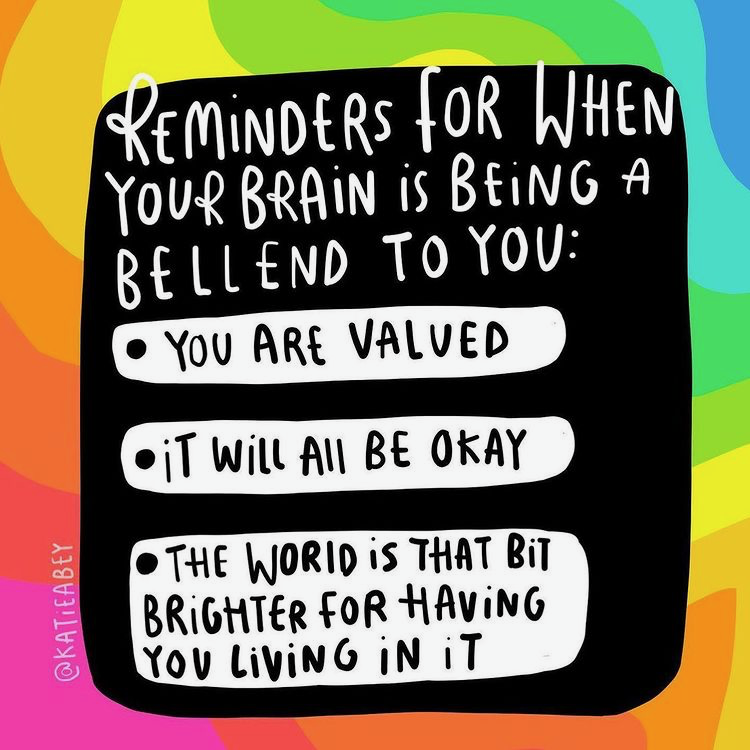 REMINDERS FOR WHEN
YOUR BRAIN iS BEiNG A
BELLEND TO YOU:
• YOU ARE VALUED
• iT WiLL All BE OKAY
• THE WORlD iS THAT BiT
BRiGHTER FOR HAViNG
YOU LiViNG iN iT
@KATiEABEY